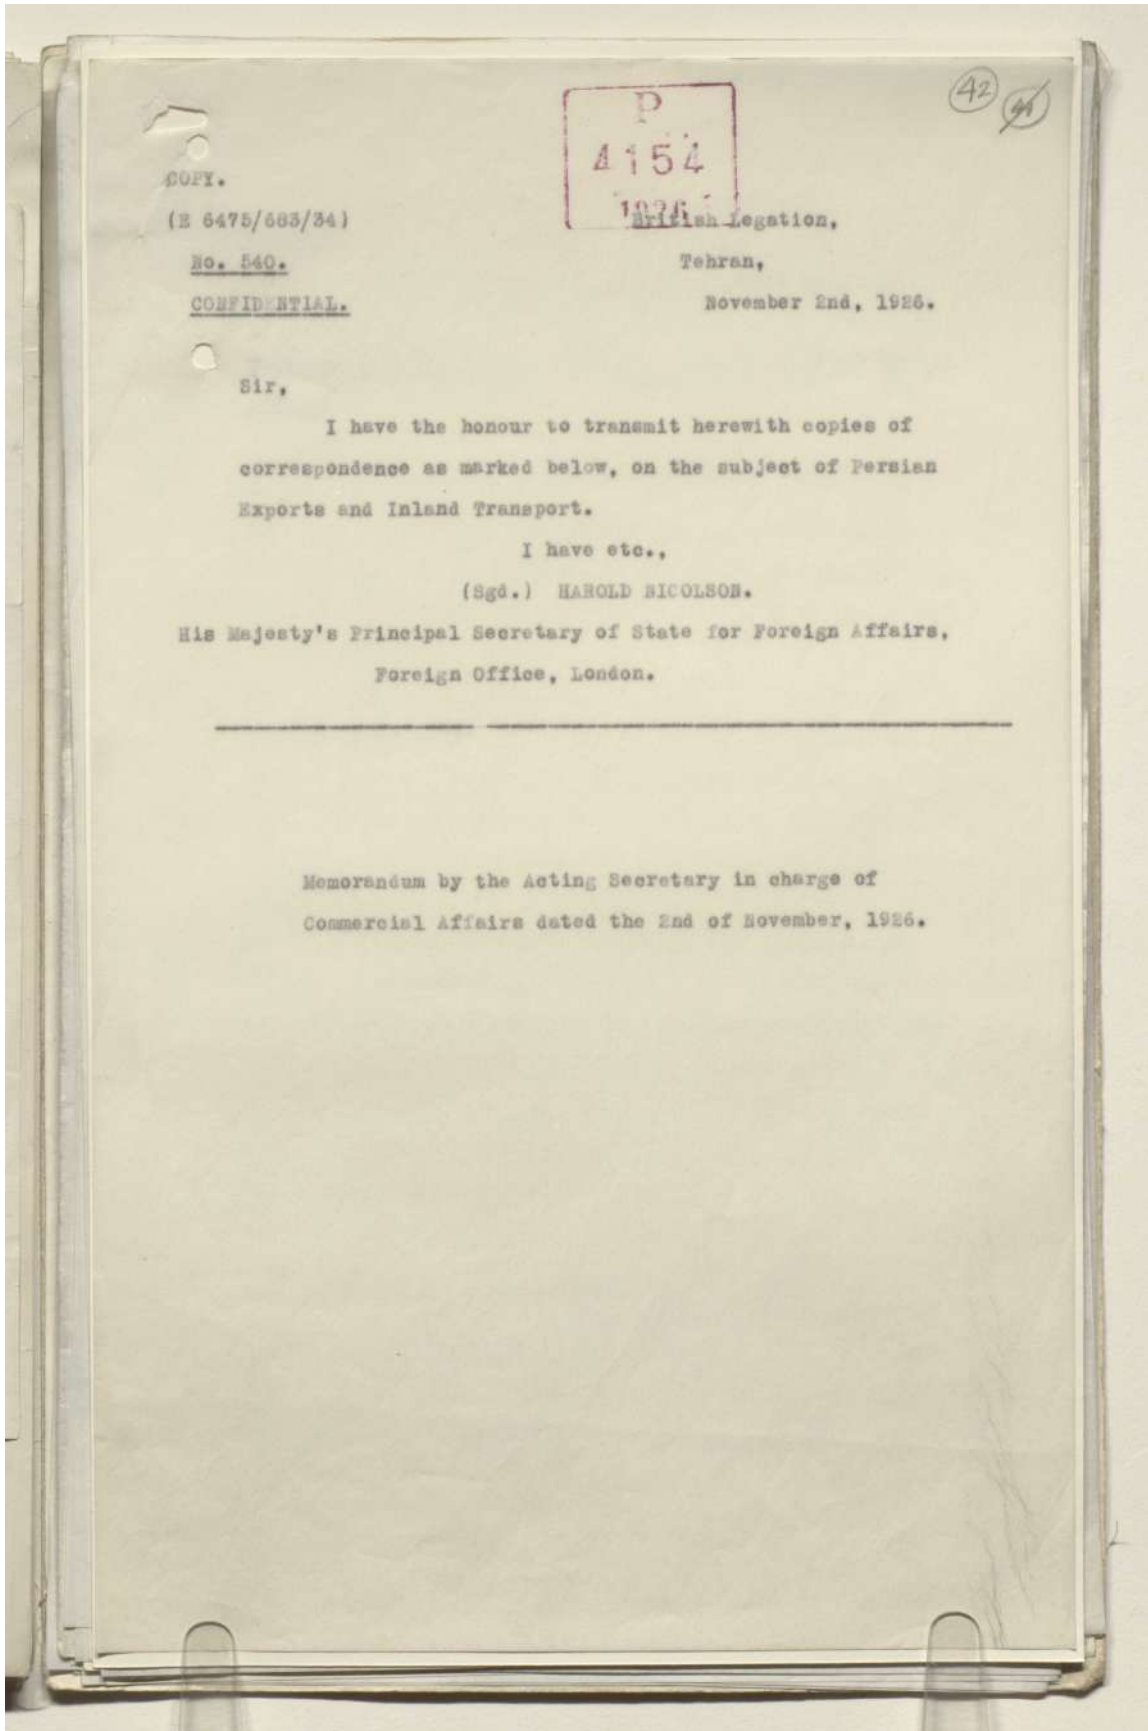 42
P
4154
1926
COPY.
(E 6475/683/34)
British Legation,
No. 540.
Tehran,
CONFIDENTIAL.
November 2nd, 1926.
Sir,
I have the honour to transmit herewith copies of
correspondence as marked below, on the subject of Persian
Exports and Inland Transport.
I have etc.,
(Sgd.) HAROLD NICOLSON.
His Majesty's Principal Secretary of State for Foreign Affairs,
Foreign Office, London.
Memorandum by the Acting Secretary in charge of
Commercial Affairs dated the 2nd of November, 1926.